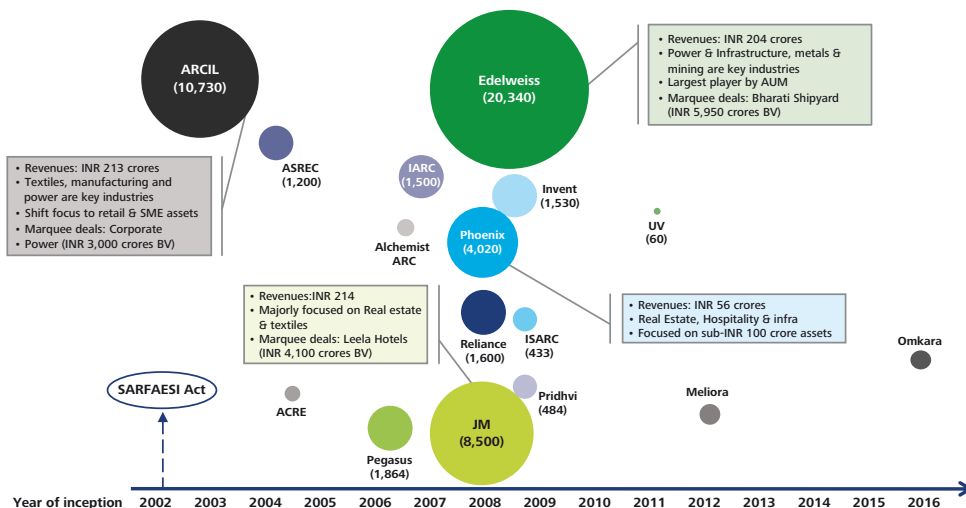 ARCIL
(10,730)
Edelweiss
(20,340)
• Revenues: INR 204 crores
• Power & Infrastructure, metals &
mining are key industries
• Largest player by AUM
• Marquee deals: Bharati Shipyard
(INR 5,950 crores BV)
ASREC
(1,200)
IARC
(1,500)
Invent
(1,530)
• Revenues: INR 213 crores
• Textiles, manufacturing and
power are key industries
• Shift focus to retail & SME assets
• Marquee deals: Corporate
• Power (INR 3,000 crores BV)
Alchemist
ARC
Phoenix
(4,020)
UV
(60)
• Revenues:INR 214
• Majorly focused on Real estate
& textiles
• Marquee deals: Leela Hotels
(INR 4,100 crores BV)
Reliance
(1,600)
ISARC
(433)
• Revenues: INR 56 crores
• Real Estate, Hospitality & infra
• Focused on sub-INR 100 crore assets
Omkara
SARFAESI Act
ACRE
Pridhvi
(484)
Meliora
JM
(8,500)
Pegasus
(1,864)
Year of inception 2002 2003 2004 2005 2006 2007 2008 2009 2010 2011 2012 2013 2014 2015 2016